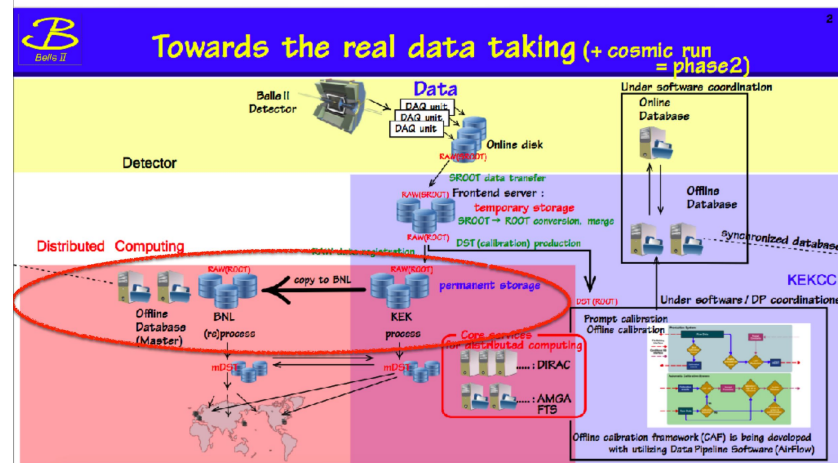 2
B
Belle II
Towards the real data taking (+ cosmic run
= phase2)
Data
Under software coordination
Belle II
Detector
DAQ unit
DAQ unit
DAQ unit
Online disk
RAW(SROOT)
Online
Database
Detector
SROOT data transfer
RAW(SROOT)
Frontend server :
temporary storage
SROOT → ROOT conversion, merge
RAW(ROOT)
DST (calibration) production
Offline
Database
synchronized database
Distributed Computing
RAW data registration
KEKCC
RAW(ROOT)
copy to BNL
RAW(ROOT)
permanent storage
DST(ROOT)
Offline
Database
(Master)
BNL
(re)process
KEK
process
Under software / DP coordinations
Prompt calibration
Offline calibration
Core services
for distributed computing
mDST
mDST
..... : DIRAC
..... : AMGA
FTS
Offline calibration framework (CAF) is being developed
with utilizing Data Pipeline Software (AirFlow)